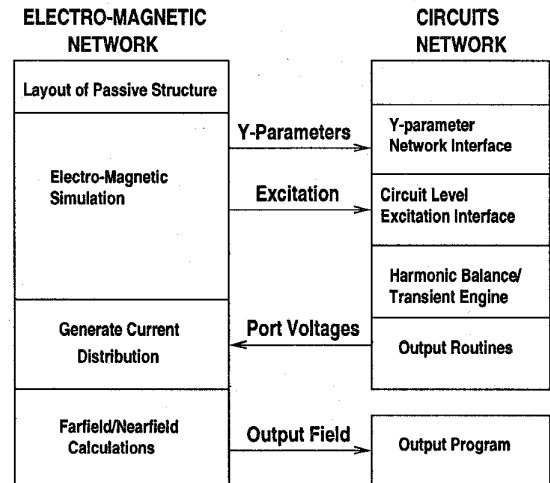 ELECTRO-MAGNETIC
NETWORK
CIRCUITS
NETWORK
Layout of Passive Structure
Y-Parameters
Y-parameter
Network Interface
Electro-Magnetic
Simulation
Excitation
Circuit Level
Excitation Interface
Harmonic Balance/
Transient Engine
Generate Current
Distribution
Port Voltages
Output Routines
Farfield/Nearfield
Calculations
Output Field
Output Program